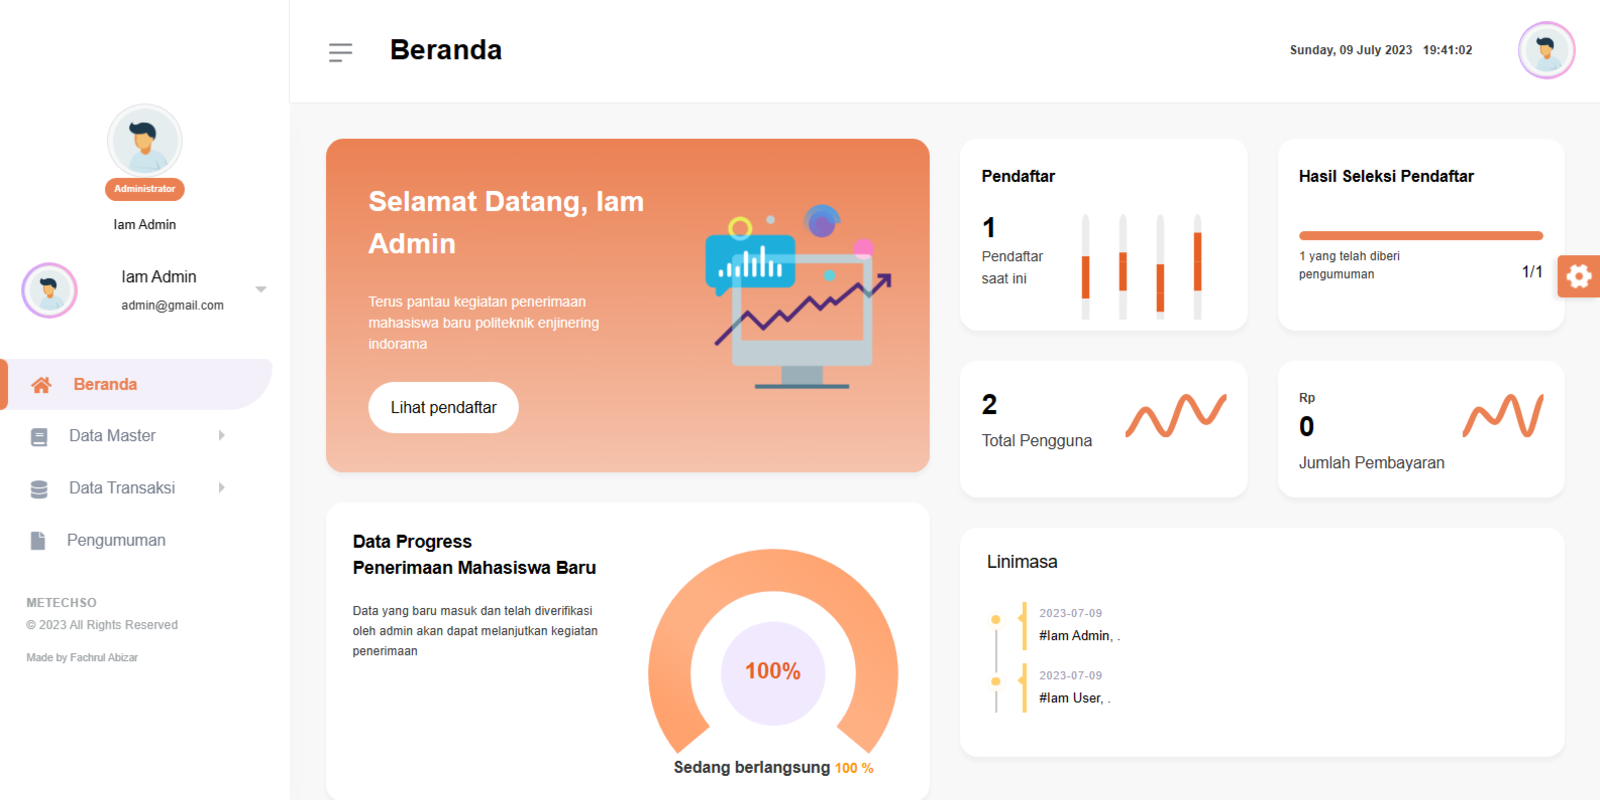 Administrator
Iam Admin
Iam Admin
admin@gmail.com
Beranda
Data Master
Data Transaksi
Pengumuman
METECHSO
© 2023 All Rights Reserved
Made by Fachrul Abizar
Beranda
Sunday, 09 July 2023 19:41:02
Selamat Datang, Iam
Admin
Terus pantau kegiatan penerimaan
mahasiswa baru politeknik enjinering
indorama
Lihat pendaftar
Data Progress
Penerimaan Mahasiswa Baru
Data yang baru masuk dan telah diverifikasi
oleh admin akan dapat melanjutkan kegiatan
penerimaan
100%
Sedang berlangsung 100 %
Pendaftar
1
Pendaftar
saat ini
Hasil Seleksi Pendaftar
1 yang telah diberi
pengumuman
1/1
2
Total Pengguna
Rp
0
Jumlah Pembayaran
Linimasa
2023-07-09
#Iam Admin, .
2023-07-09
#Iam User, .